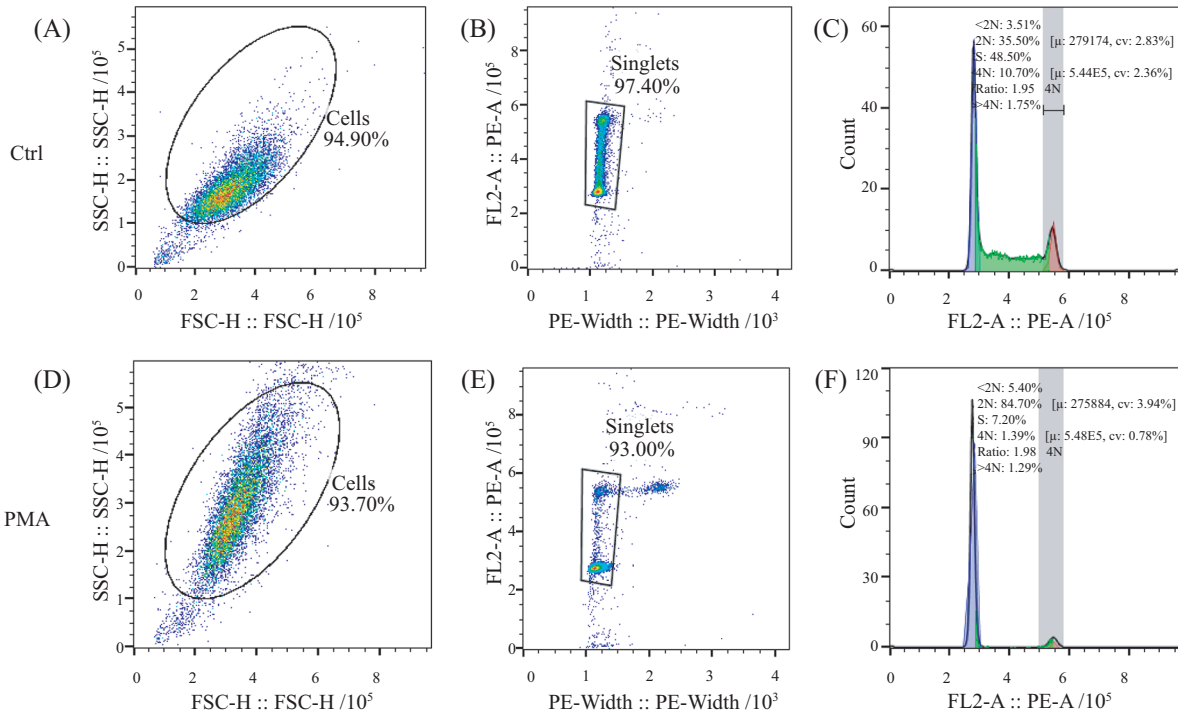 (A)
Ctrl
SSC-H :: SSC-H /10⁵
5
4
3
2
1
0
Cells
94.90%
0 2 4 6 8
FSC-H :: FSC-H /10⁵
(B)
FL2-A :: PE-A /10⁵
8
6
4
2
0
Singlets
97.40%
0 1 2 3 4
PE-Width :: PE-Width /10³
(C)
Count
60
40
20
0
<2N: 3.51%
2N: 35.50% [μ: 279174, cv: 2.83%]
S: 48.50%
4N: 10.70% [μ: 5.44E5, cv: 2.36%]
Ratio: 1.95 4N
>4N: 1.75%
0 2 4 6 8
FL2-A :: PE-A /10⁵
(D)
PMA
SSC-H :: SSC-H /10⁵
5
4
3
2
1
0
Cells
93.70%
0 2 4 6 8
FSC-H :: FSC-H /10⁵
(E)
FL2-A :: PE-A /10⁵
8
6
4
2
0
Singlets
93.00%
0 1 2 3 4
PE-Width :: PE-Width /10³
(F)
Count
120
90
60
30
0
<2N: 5.40%
2N: 84.70% [μ: 275884, cv: 3.94%]
S: 7.20%
4N: 1.39% [μ: 5.48E5, cv: 0.78%]
Ratio: 1.98 4N
>4N: 1.29%
0 2 4 6 8
FL2-A :: PE-A /10⁵